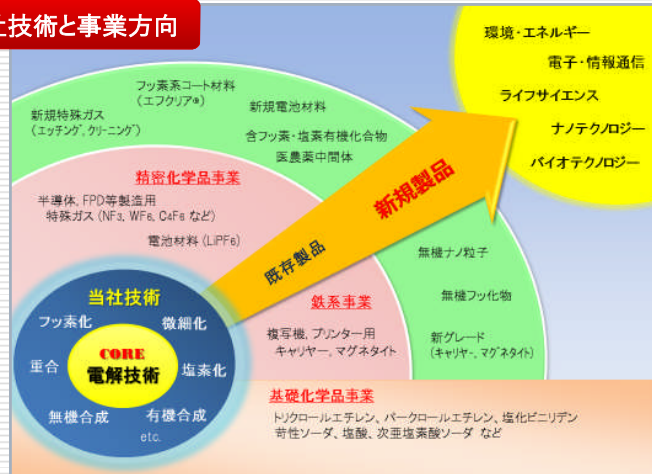 社技術と事業方向
環境・エネルギー
電子・情報通信
ライフサイエンス
ナノテクノロジー
バイオテクノロジー
フッ素系コート材料
(エフクリア®)
新規特殊ガス
(エッチング,クリーニング)
新規電池材料
含フッ素・塩素有機化合物
医農薬中間体
精密化学品事業
半導体, FPD等製造用
特殊ガス (NF3, WF6, C4F6 など)
電池材料 (LiPF6)
既存製品
新規製品
無機ナノ粒子
無機フッ化物
新グレード
(キャリヤ-, マグネタイト)
鉄系事業
複写機, プリンター用
キャリヤー, マグネタイト
当社技術
フッ素化
微細化
重合
CORE
電解技術
塩素化
無機合成
有機合成
etc.
基礎化学品事業
トリクロールエチレン、パークロールエチレン、塩化ビニリデン
苛性ソーダ、塩酸、次亜塩素酸ソーダ など